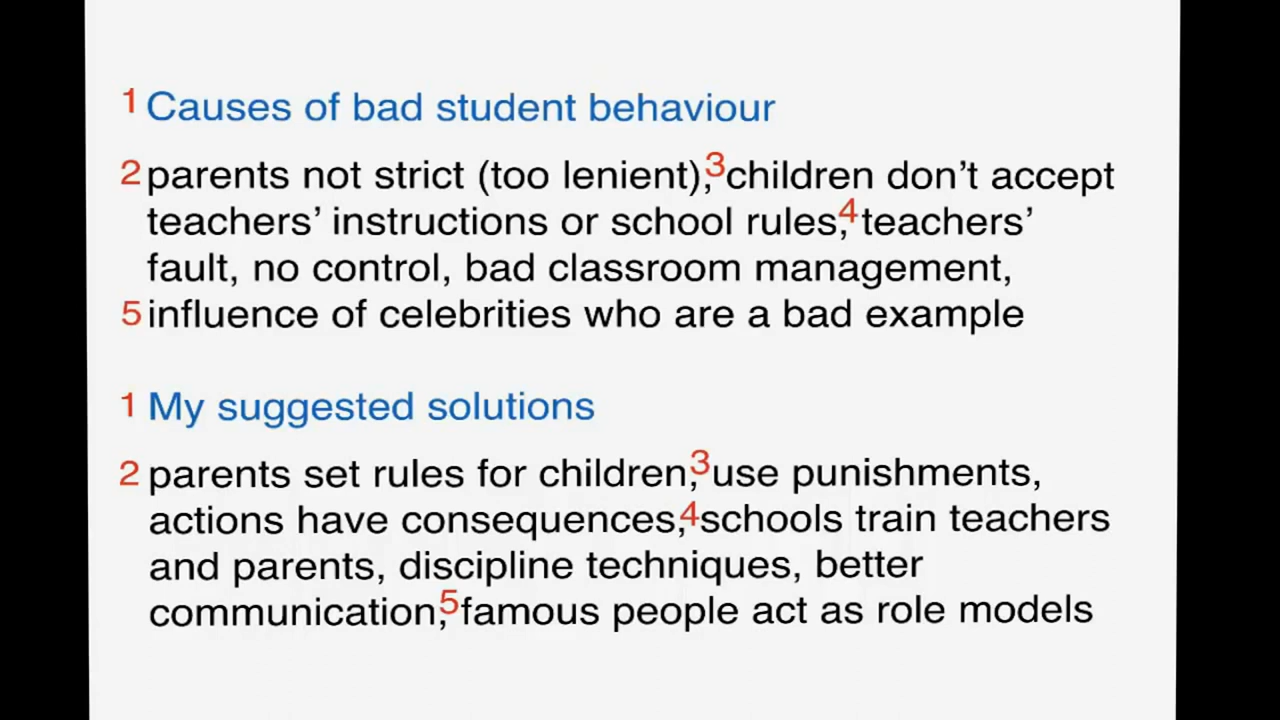 1 Causes of bad student behaviour
2 parents not strict (too lenient),3 children don't accept
teachers' instructions or school rules,4 teachers'
fault, no control, bad classroom management,
5 influence of celebrities who are a bad example
1 My suggested solutions
2 parents set rules for children,3 use punishments,
actions have consequences,4 schools train teachers
and parents, discipline techniques, better
communication,5 famous people act as role models